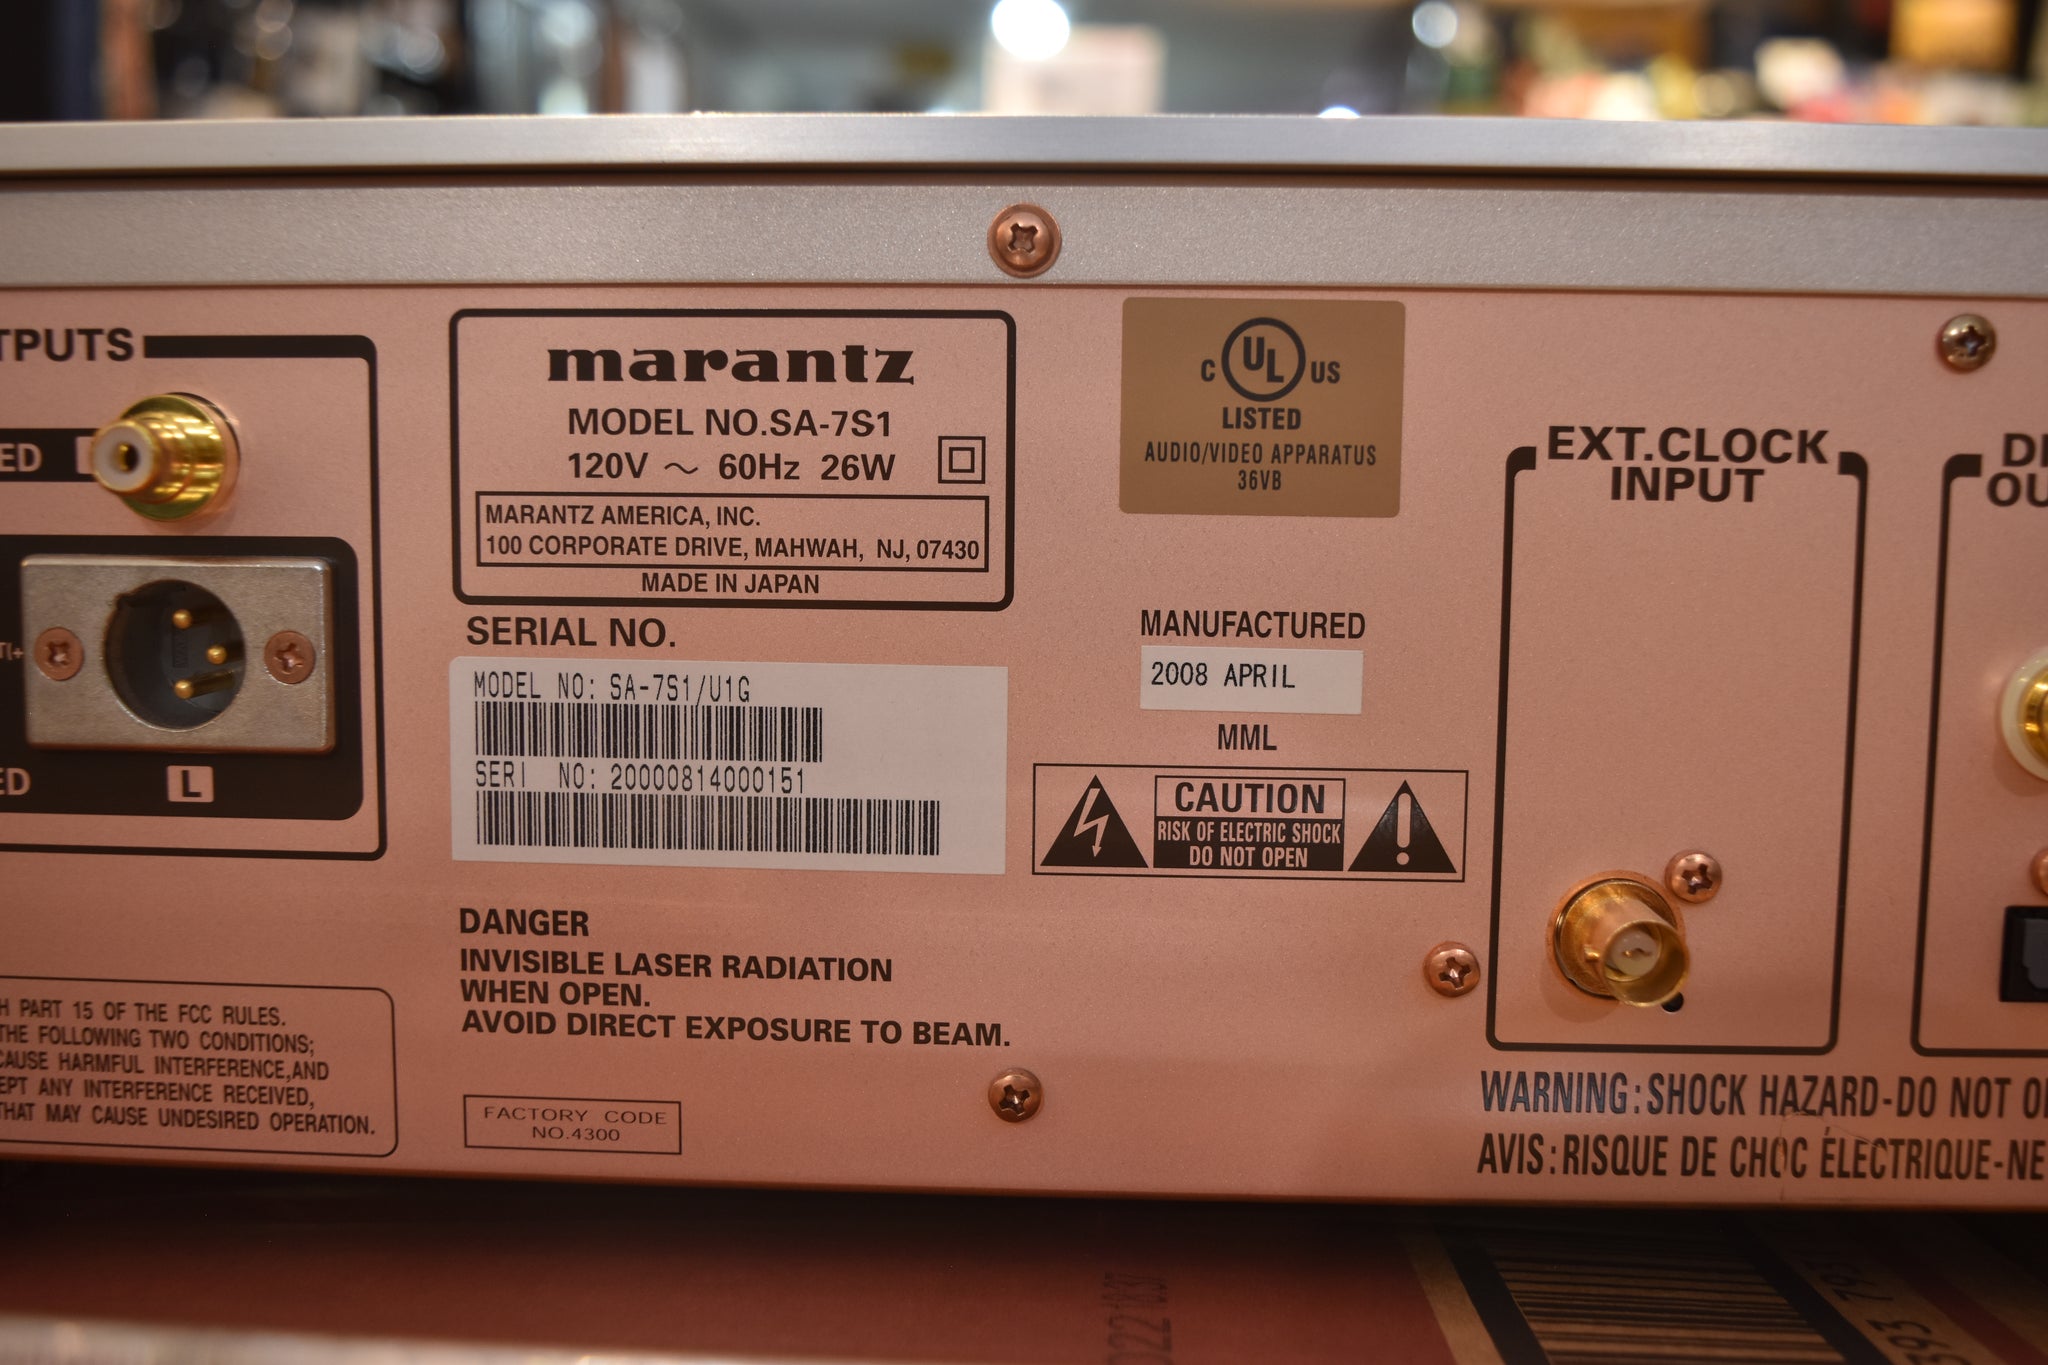 TPUTS
ED
L
ED
marantz
MODEL NO.SA-7S1
120V ~ 60Hz 26W
MARANTZ AMERICA, INC.
100 CORPORATE DRIVE, MAHWAH, NJ, 07430
MADE IN JAPAN
SERIAL NO.
MODEL NO: SA-7S1/U1G
SERI NO: 20000814000151
DANGER
INVISIBLE LASER RADIATION
WHEN OPEN.
AVOID DIRECT EXPOSURE TO BEAM.
FACTORY CODE
NO.4300
H PART 15 OF THE FCC RULES.
THE FOLLOWING TWO CONDITIONS;
CAUSE HARMFUL INTERFERENCE,AND
EPT ANY INTERFERENCE RECEIVED,
THAT MAY CAUSE UNDESIRED OPERATION.
C UL US
LISTED
AUDIO/VIDEO APPARATUS
36VB
MANUFACTURED
2008 APRIL
MML
CAUTION
RISK OF ELECTRIC SHOCK
DO NOT OPEN
EXT.CLOCK
INPUT
DI
OU
WARNING:SHOCK HAZARD-DO NOT O
AVIS:RISQUE DE CHOC ÉLECTRIQUE-NE